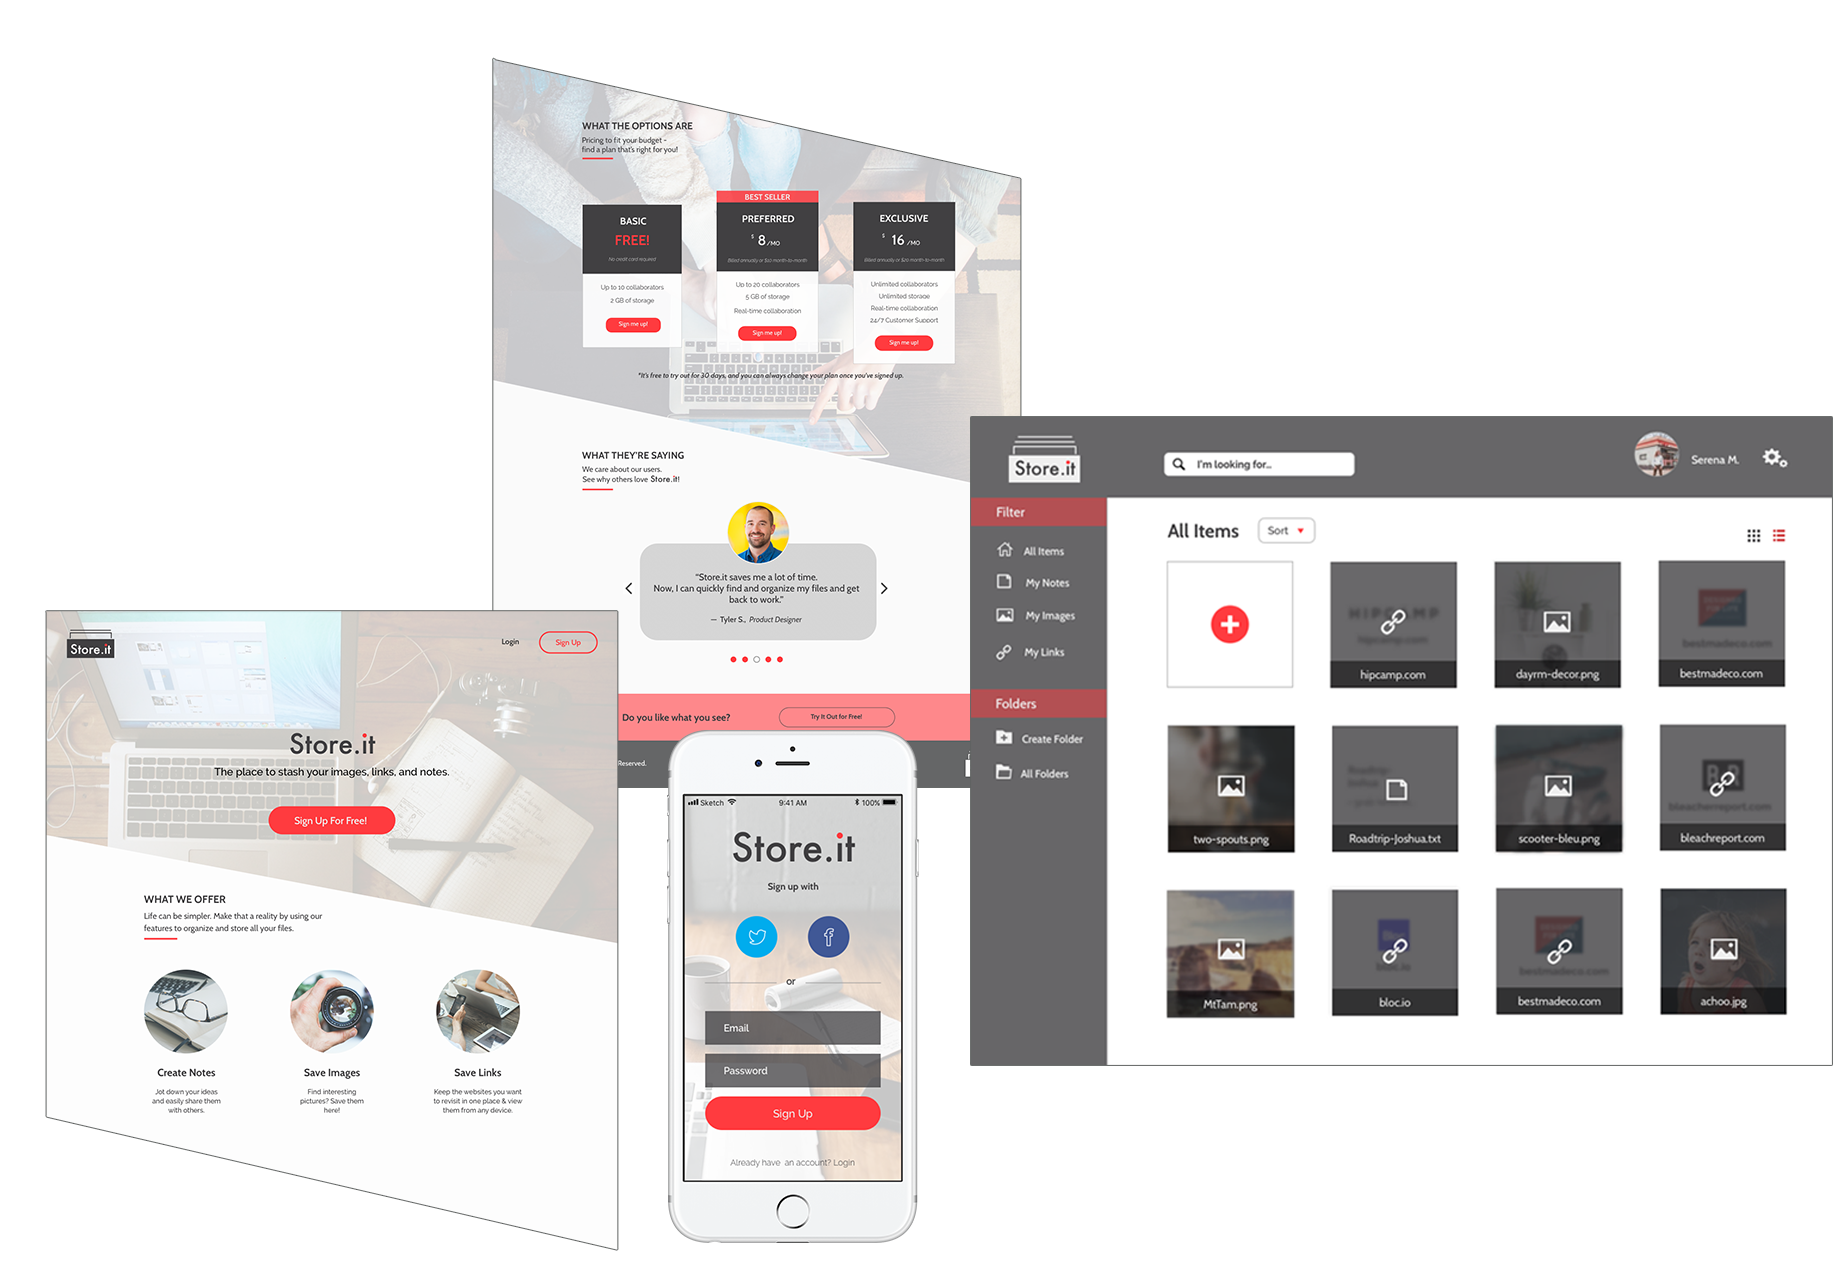 WHAT THE OPTIONS ARE
Pricing to fit your budget -
find a plan that's right for you!
BASIC
FREE!
No credit card required
Up to 10 collaborators
2 GB of storage
Sign me up!
BEST SELLER
PREFERRED
$ 8 /MO
Billed annually or $10 month-to-month
Up to 20 collaborators
5 GB of storage
Real-time collaboration
Sign me up!
EXCLUSIVE
$ 16 /MO
Billed annually or $20 month-to-month
Unlimited collaborators
Unlimited storage
Real-time collaboration
24/7 Customer Support
Sign me up!
*It's free to try out for 30 days, and you can always change your plan once you've signed up.
WHAT THEY'RE SAYING
We care about our users.
See why others love Store.it!
"Store.it saves me a lot of time.
Now, I can quickly find and organize my files and get
back to work."
— Tyler S., Product Designer
Do you like what you see?
Try It Out for Free!
Reserved.
Store.it
Login
Sign Up
Store.it
The place to stash your images, links, and notes.
Sign Up For Free!
WHAT WE OFFER
Life can be simpler. Make that a reality by using our
features to organize and store all your files.
Create Notes
Jot down your ideas
and easily share them
with others.
Save Images
Find interesting
pictures? Save them
here!
Save Links
Keep the websites you want
to revisit in one place & view
them from any device.
Sketch
9:41 AM
100%
Store.it
Sign up with
or
Email
Password
Sign Up
Already have an account? Login
Store.it
I'm looking for...
Serena M.
Filter
All Items
My Notes
My Images
My Links
Folders
Create Folder
All Folders
All Items
Sort
HIPCAMP
hipcamp.com
hipcamp.com
dayrm-decor.png
bestmadeco.com
bestmadeco.com
two-spouts.png
Roadtrip-Joshua.txt
scooter-bleu.png
bleacherreport.com
bleachreport.com
MtTam.png
bloc.io
bloc.io
bestmadeco.com
bestmadeco.com
achoo.jpg